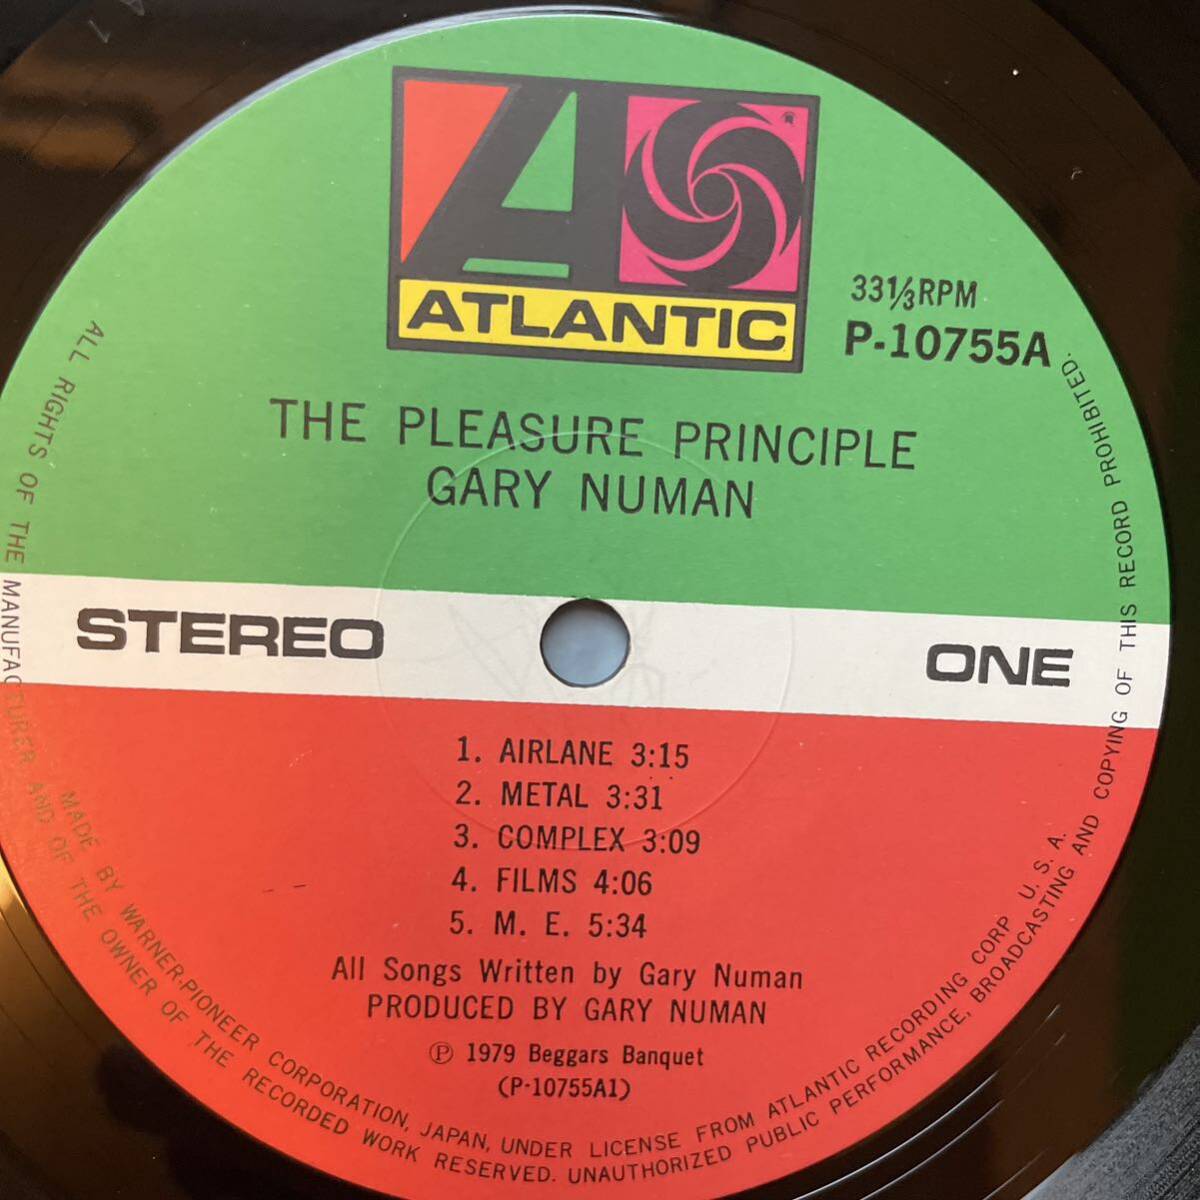 ATLANTIC
®
33⅓RPM
P-10755A
THE PLEASURE PRINCIPLE
GARY NUMAN
STEREO
ONE
1. AIRLANE 3:15
2. METAL 3:31
3. COMPLEX 3:09
4. FILMS 4:06
5. M. E. 5:34
All Songs Written by Gary Numan
PRODUCED BY GARY NUMAN
Ⓟ 1979 Beggars Banquet
(P-10755A1)
MADE BY WARNER-PIONEER CORPORATION, JAPAN, UNDER LICENSE FROM ATLANTIC RECORDING CORP U. S. A.
ALL RIGHTS OF THE MANUFACTURER AND OF THE OWNER OF THE RECORDED WORK RESERVED. UNAUTHORIZED PUBLIC PERFORMANCE, BROADCASTING AND COPYING OF THIS RECORD PROHIBITED.